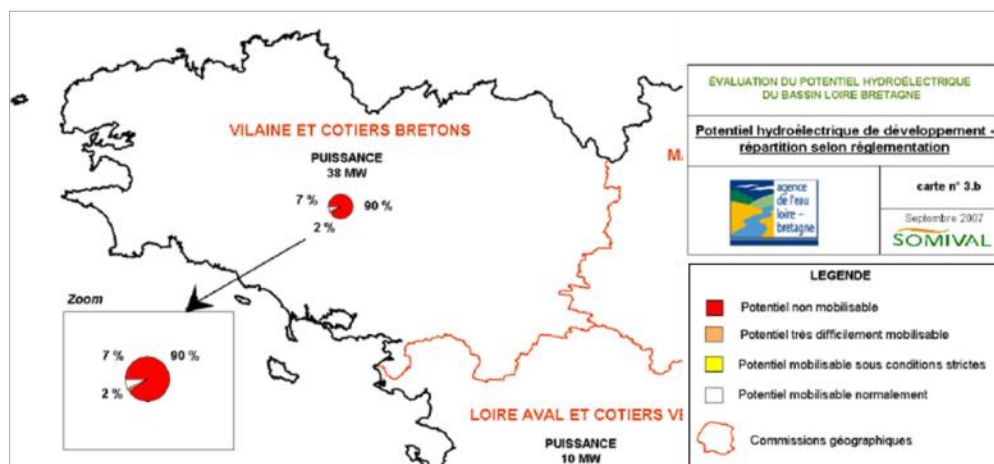 VILAINE ET COTIERS BRETONS
PUISSANCE
38 MW
7 %
90 %
2 %
Zoom
7 %
90 %
2 %
LOIRE AVAL ET COTIERS VE
PUISSANCE
10 MW
M
ÉVALUATION DU POTENTIEL HYDROÉLECTRIQUE
DU BASSIN LOIRE BRETAGNE
Potentiel hydroélectrique de développement -
répartition selon réglementation
agence
de l'eau
loire -
bretagne
carte n° 3.b
Septembre 2007
SOMIVAL
LEGENDE
Potentiel non mobilisable
Potentiel très difficilement mobilisable
Potentiel mobilisable sous conditions strictes
Potentiel mobilisable normalement
Commissions géographiques